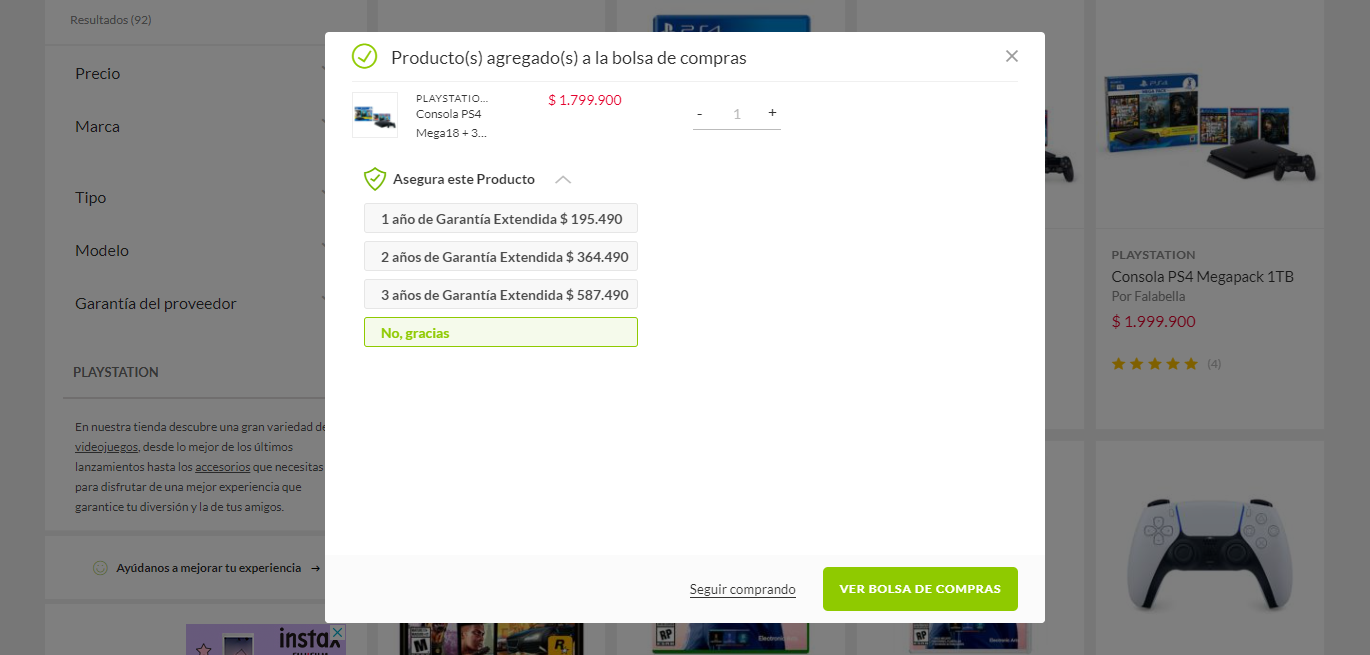 Resultados (92)
Precio
Marca
Tipo
Modelo
Garantía del proveedor
PLAYSTATION
En nuestra tienda descubre una gran variedad de
videojuegos, desde lo mejor de los últimos
lanzamientos hasta los accesorios que necesitas
para disfrutar de una mejor experiencia que
garantice tu diversión y la de tus amigos.
Ayúdanos a mejorar tu experiencia →
instax
Producto(s) agregado(s) a la bolsa de compras
PLAYSTATIO...
Consola PS4
Mega18 + 3...
$ 1.799.900
- 1 +
Asegura este Producto
1 año de Garantía Extendida $ 195.490
2 años de Garantía Extendida $ 364.490
3 años de Garantía Extendida $ 587.490
No, gracias
Seguir comprando
VER BOLSA DE COMPRAS
PS4
PLAYSTATION
Consola PS4 Megapack 1TB
Por Falabella
$ 1.999.900
(4)
M
R
RP
RP